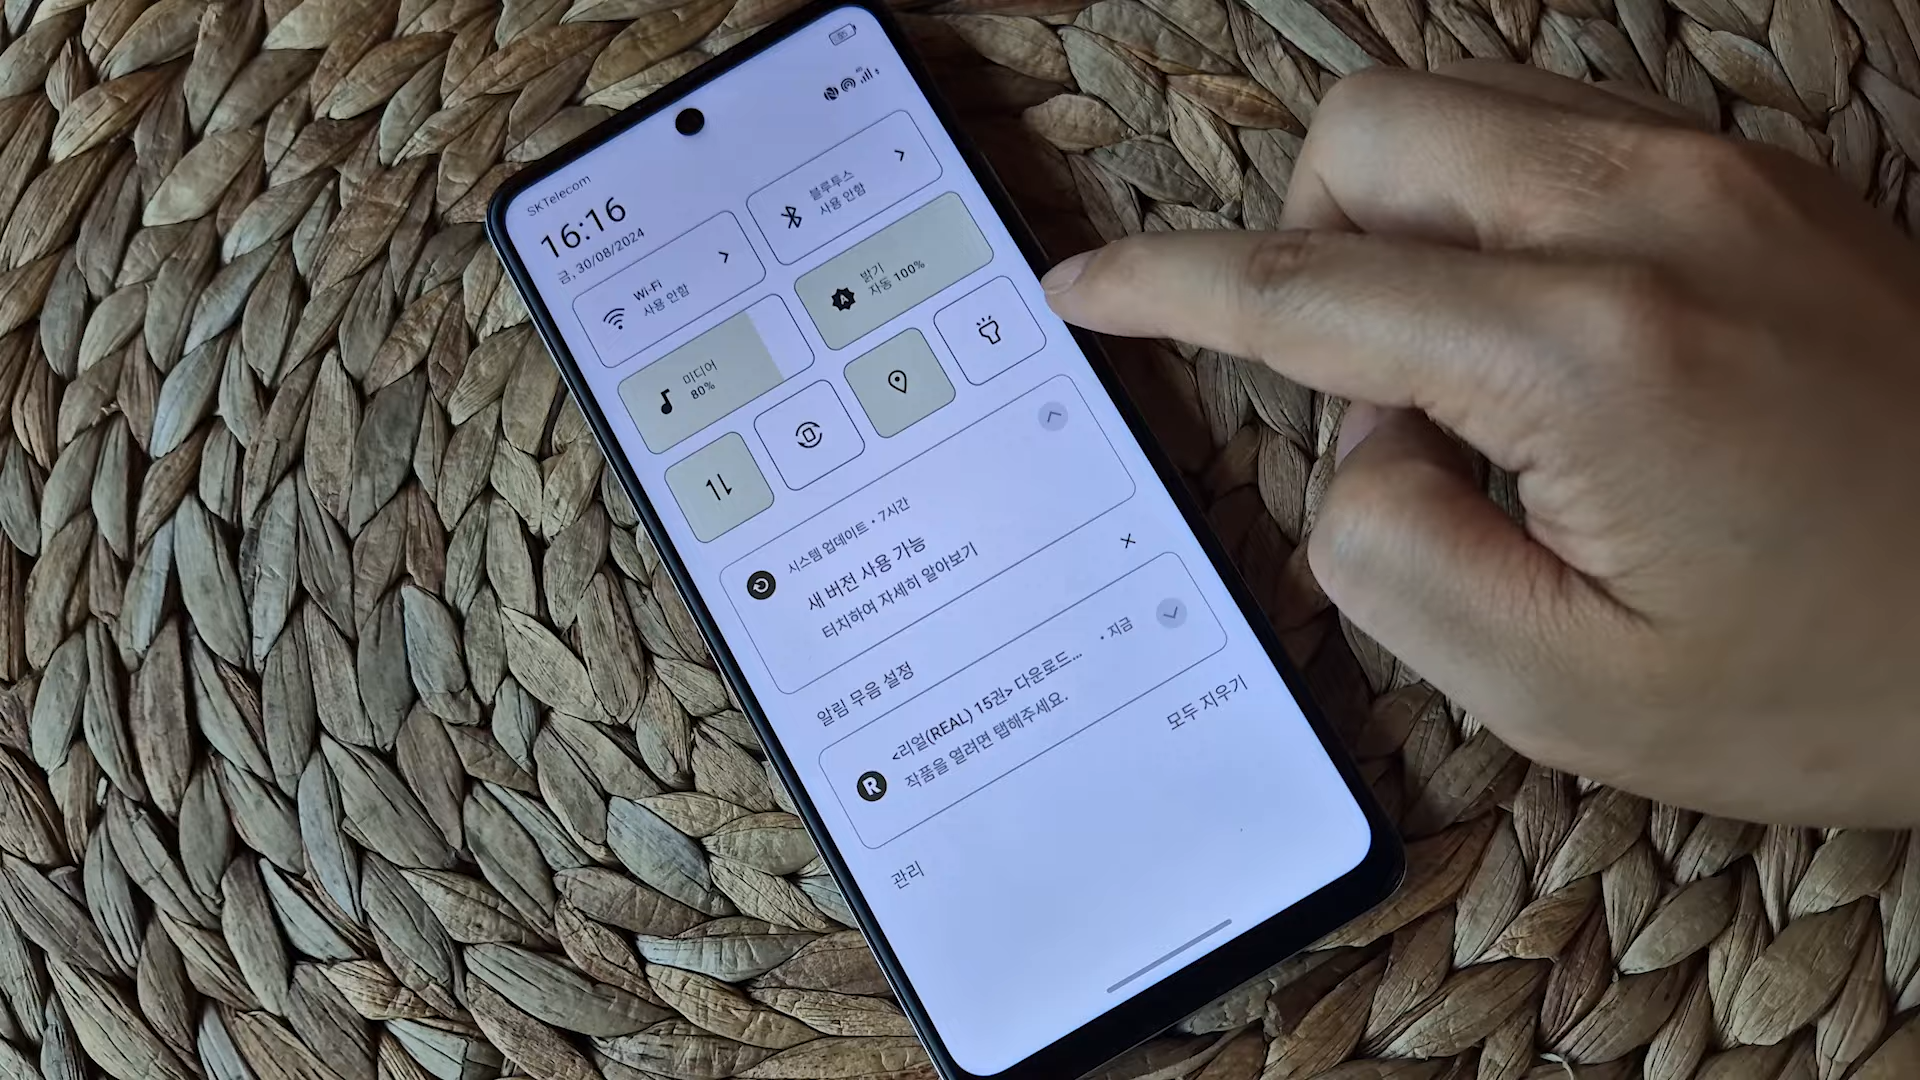 SKTelecom
16:16
금, 30/08/2024
Wi-Fi
사용 안함
블루투스
사용 안함
미디어
80%
밝기
자동 100%
시스템 업데이트 • 7시간
새 버전 사용 가능
터치하여 자세히 알아보기
알림 무음 설정
<리얼(REAL) 15권> 다운로드... • 지금
작품을 열려면 탭해주세요.
R
관리
모두 지우기